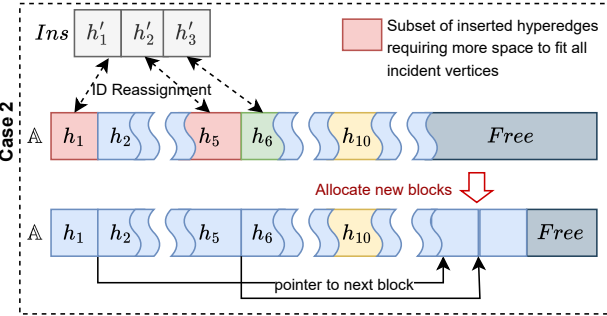 Case 2
Ins h′₁ h′₂ h′₃
Subset of inserted hyperedges
requiring more space to fit all
incident vertices
ID Reassignment
𝔸 h₁ h₂ h₅ h₆ h₁₀ Free
Allocate new blocks
𝔸 h₁ h₂ h₅ h₆ h₁₀ Free
pointer to next block